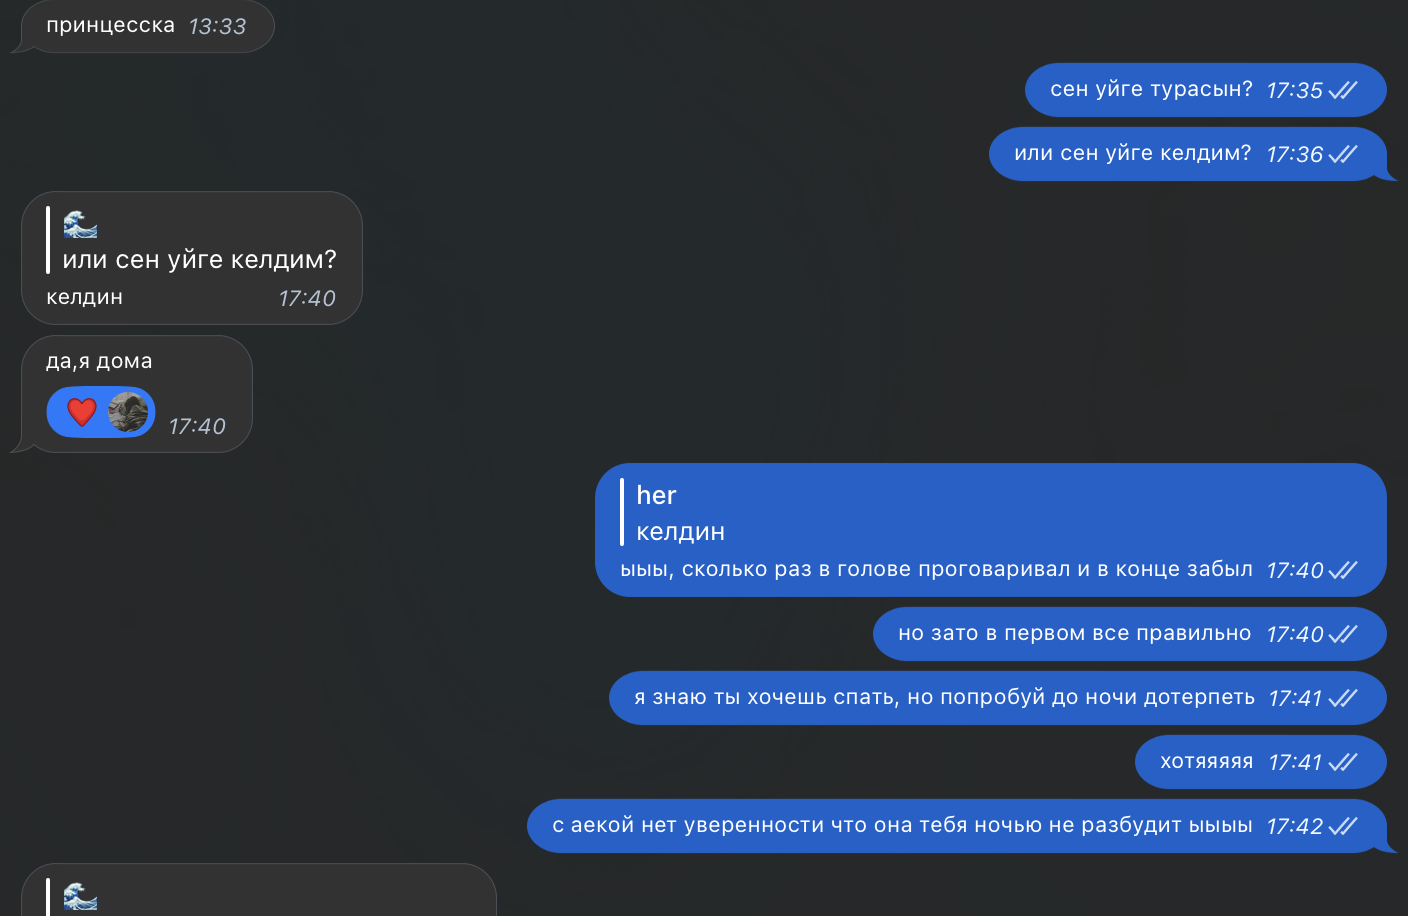 принцесска 13:33
сен уйге турасын? 17:35
или сен уйге келдим? 17:36
🌊
или сен уйге келдим?
келдин 17:40
да,я дома
❤️ 17:40
her
келдин
ыыы, сколько раз в голове проговаривал и в конце забыл 17:40
но зато в первом все правильно 17:40
я знаю ты хочешь спать, но попробуй до ночи дотерпеть 17:41
хотяяяяя 17:41
с аекой нет уверенности что она тебя ночью не разбудит ыыыы 17:42
🌊